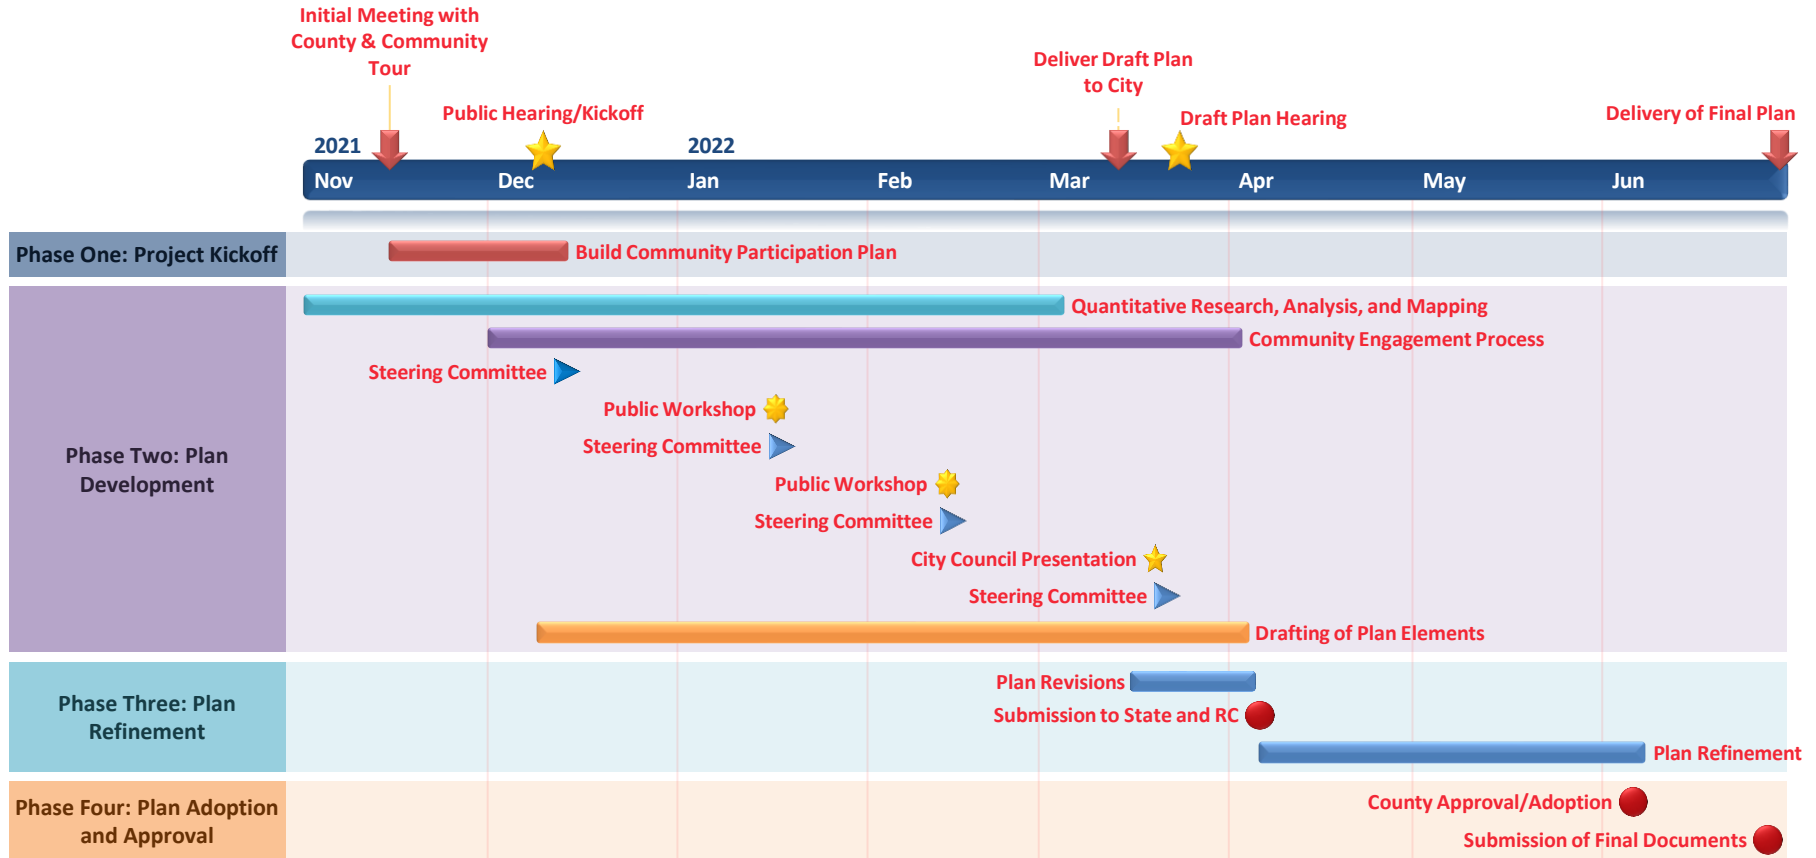 Initial Meeting with
County & Community
Tour
Public Hearing/Kickoff
Deliver Draft Plan
to City
Draft Plan Hearing
Delivery of Final Plan
2021
2022
Nov
Dec
Jan
Feb
Mar
Apr
May
Jun
Phase One: Project Kickoff
Build Community Participation Plan
Phase Two: Plan
Development
Quantitative Research, Analysis, and Mapping
Community Engagement Process
Steering Committee
Public Workshop
Steering Committee
Public Workshop
Steering Committee
City Council Presentation
Steering Committee
Drafting of Plan Elements
Phase Three: Plan
Refinement
Plan Revisions
Submission to State and RC
Plan Refinement
Phase Four: Plan Adoption
and Approval
County Approval/Adoption
Submission of Final Documents